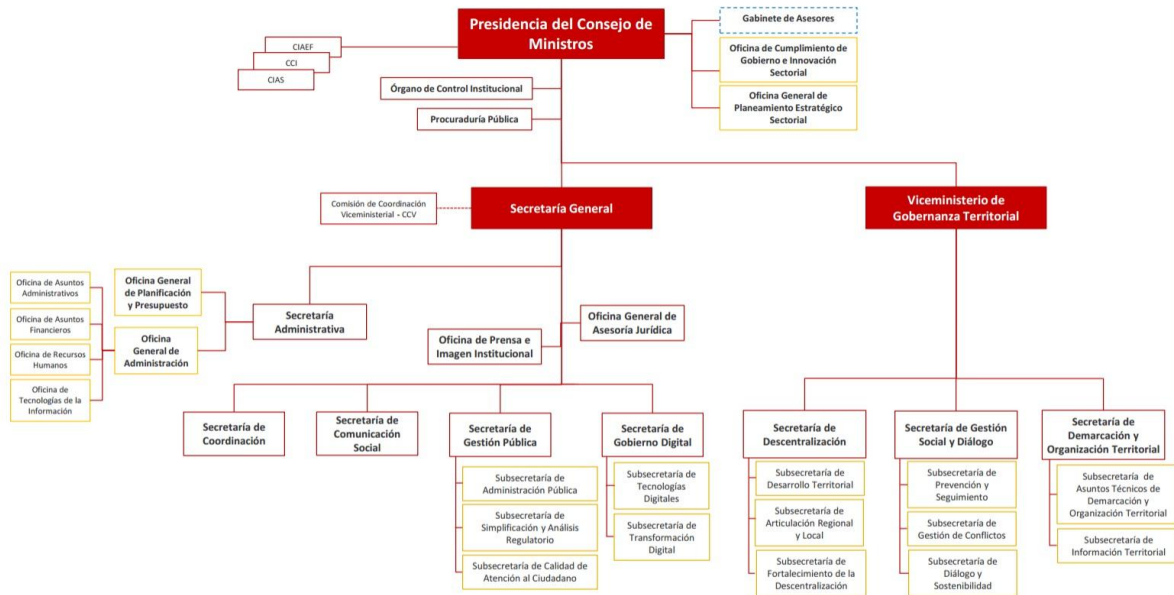 Presidencia del Consejo de
Ministros
Gabinete de Asesores
Oficina de Cumplimiento de
Gobierno e Innovación
Sectorial
Oficina General de
Planeamiento Estratégico
Sectorial
CIAEF
CCI
CIAS
Órgano de Control Institucional
Procuraduría Pública
Comisión de Coordinación
Viceministerial - CCV
Secretaría General
Viceministerio de
Gobernanza Territorial
Oficina de Asuntos
Administrativos
Oficina de Asuntos
Financieros
Oficina de Recursos
Humanos
Oficina de
Tecnologías de la
Información
Oficina General
de Planificación
y Presupuesto
Oficina
General de
Administración
Secretaría
Administrativa
Oficina General de
Asesoría Jurídica
Oficina de Prensa e
Imagen Institucional
Secretaría de
Coordinación
Secretaría de
Comunicación
Social
Secretaría de
Gestión Pública
Subsecretaría de
Administración Pública
Subsecretaría de
Simplificación y Análisis
Regulatorio
Subsecretaría de Calidad de
Atención al Ciudadano
Secretaría de
Gobierno Digital
Subsecretaría de
Tecnologías
Digitales
Subsecretaría de
Transformación
Digital
Secretaría de
Descentralización
Subsecretaría de
Desarrollo Territorial
Subsecretaría de
Articulación Regional
y Local
Subsecretaría de
Fortalecimiento de la
Descentralización
Secretaría de Gestión
Social y Diálogo
Subsecretaría de
Prevención y
Seguimiento
Subsecretaría de
Gestión de Conflictos
Subsecretaría de
Diálogo y
Sostenibilidad
Secretaría de
Demarcación y
Organización Territorial
Subsecretaría de
Asuntos Técnicos de
Demarcación y
Organización Territorial
Subsecretaría de
Información Territorial